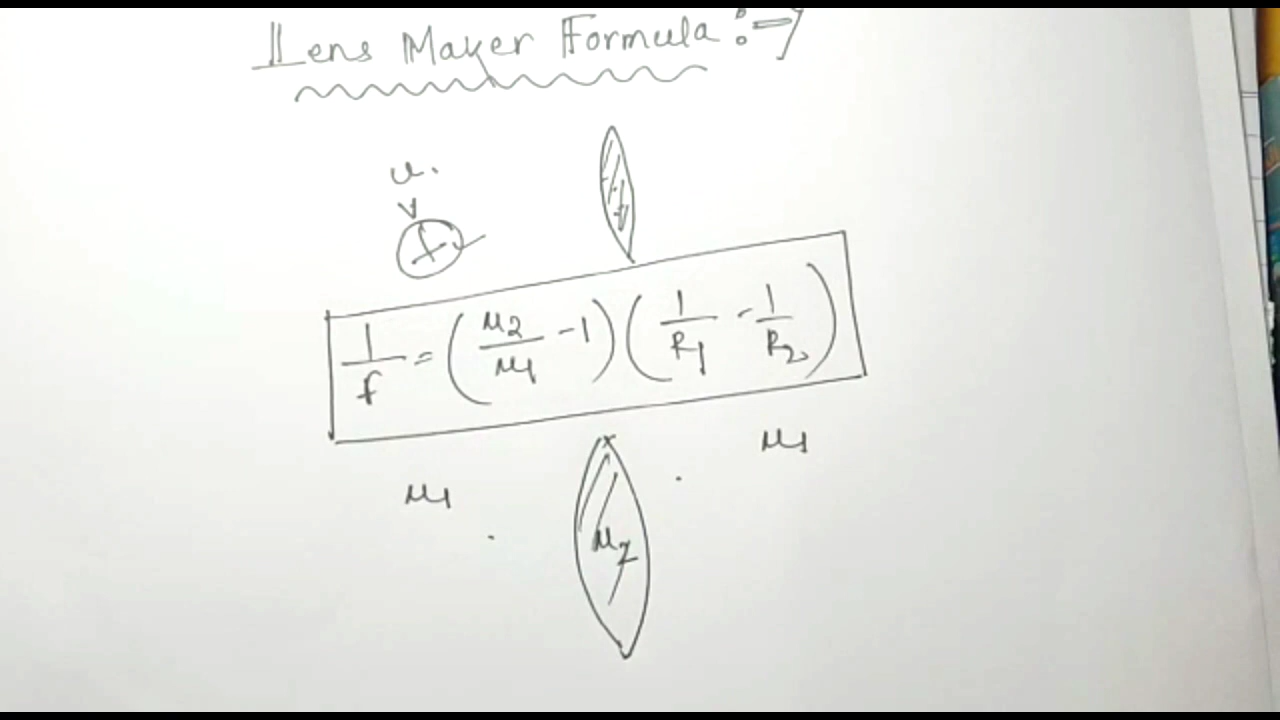 Lens Maker Formula :→
u.
v
f
1/f = (μ2/μ1 - 1) (1/R1 - 1/R2)
μ1
μ1
μ2